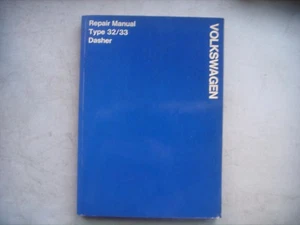 Repair Manual
Type 32/33
Dasher
VOLKSWAGEN